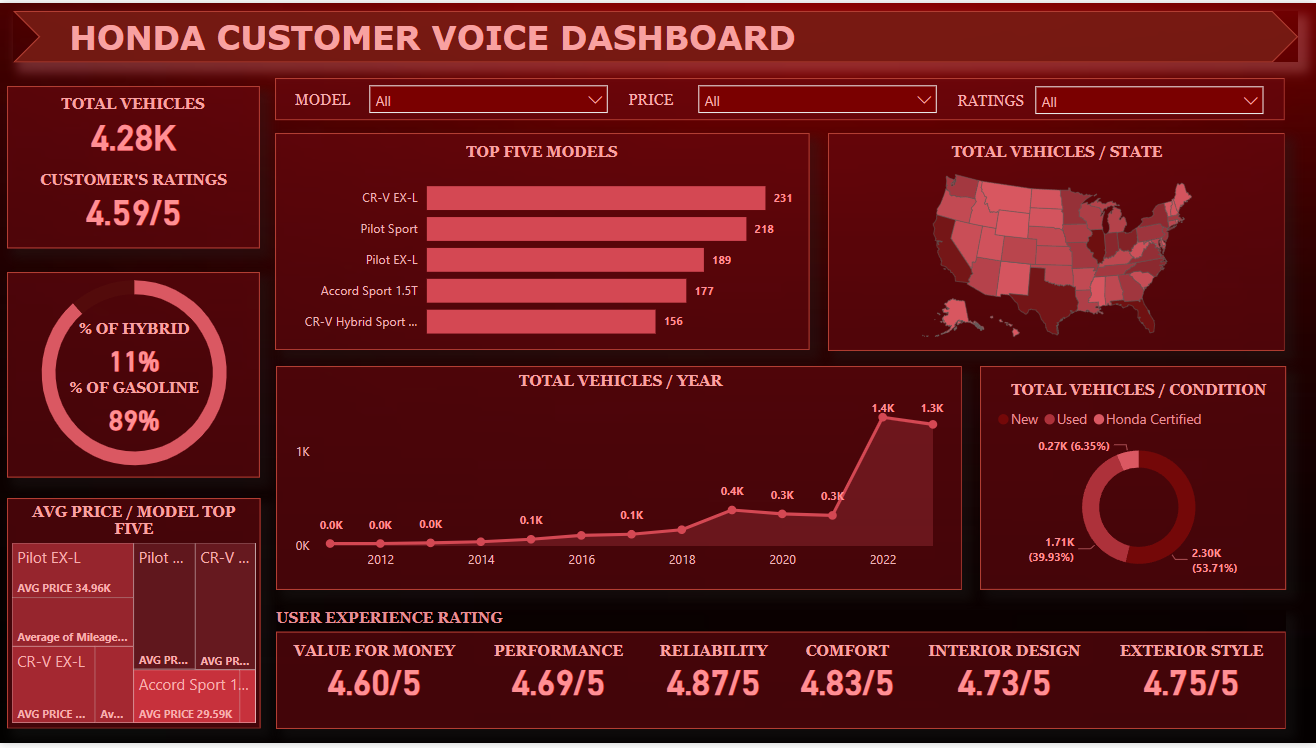 HONDA CUSTOMER VOICE DASHBOARD
TOTAL VEHICLES
4.28K
CUSTOMER'S RATINGS
4.59/5
MODEL All PRICE All RATINGS All
TOP FIVE MODELS
CR-V EX-L 231
Pilot Sport 218
Pilot EX-L 189
Accord Sport 1.5T 177
CR-V Hybrid Sport ... 156
TOTAL VEHICLES / STATE
% OF HYBRID
11%
% OF GASOLINE
89%
TOTAL VEHICLES / YEAR
1K
0K
0.0K 0.0K 0.0K 0.1K 0.1K 0.4K 0.3K 0.3K 1.4K 1.3K
2012 2014 2016 2018 2020 2022
TOTAL VEHICLES / CONDITION
New Used Honda Certified
0.27K (6.35%)
1.71K
(39.93%)
2.30K
(53.71%)
AVG PRICE / MODEL TOP
FIVE
Pilot EX-L
AVG PRICE 34.96K
Average of Mileage...
CR-V EX-L
AVG PRICE ...
Av...
Pilot ...
AVG PR...
CR-V ...
AVG PR...
Accord Sport 1...
AVG PRICE 29.59K
USER EXPERIENCE RATING
VALUE FOR MONEY PERFORMANCE RELIABILITY COMFORT INTERIOR DESIGN EXTERIOR STYLE
4.60/5 4.69/5 4.87/5 4.83/5 4.73/5 4.75/5